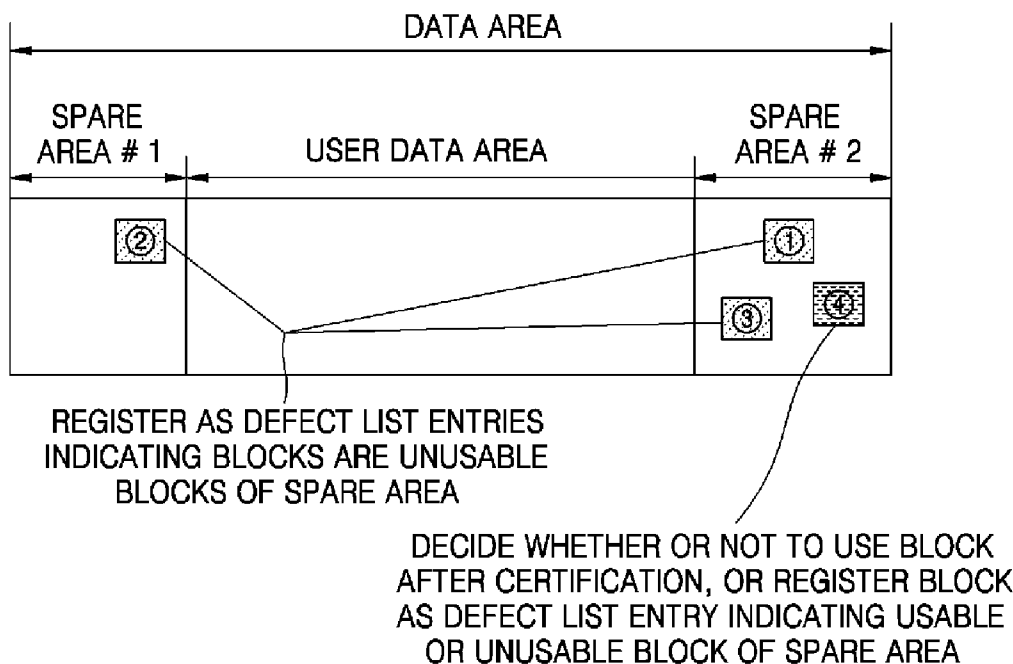 DATA AREA
SPARE
AREA # 1
USER DATA AREA
SPARE
AREA # 2
②
①
③
④
REGISTER AS DEFECT LIST ENTRIES
INDICATING BLOCKS ARE UNUSABLE
BLOCKS OF SPARE AREA
DECIDE WHETHER OR NOT TO USE BLOCK
AFTER CERTIFICATION, OR REGISTER BLOCK
AS DEFECT LIST ENTRY INDICATING USABLE
OR UNUSABLE BLOCK OF SPARE AREA